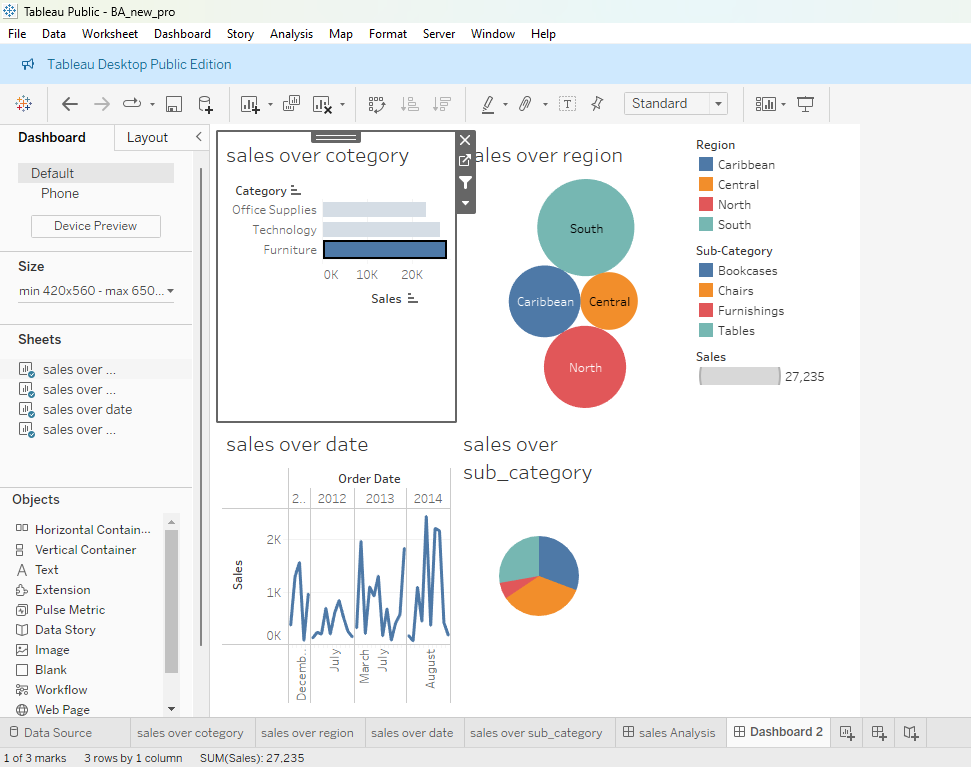 Tableau Public - BA_new_pro
File Data Worksheet Dashboard Story Analysis Map Format Server Window Help
Tableau Desktop Public Edition
Standard
Dashboard Layout
Default
Phone
Device Preview
Size
min 420x560 - max 650...
Sheets
sales over ...
sales over ...
sales over date
sales over ...
Objects
Horizontal Contain...
Vertical Container
Text
Extension
Pulse Metric
Data Story
Image
Blank
Workflow
Web Page
sales over cotegory
Category
Office Supplies
Technology
Furniture
0K 10K 20K
Sales
ales over region
South
Caribbean
Central
North
Region
Caribbean
Central
North
South
Sub-Category
Bookcases
Chairs
Furnishings
Tables
Sales
27,235
sales over date
Order Date
2.. 2012 2013 2014
Sales
2K
1K
0K
Decemb..
July
March
July
August
sales over
sub_category
Data Source sales over cotegory sales over region sales over date sales over sub_category sales Analysis Dashboard 2
1 of 3 marks 3 rows by 1 column SUM(Sales): 27,235